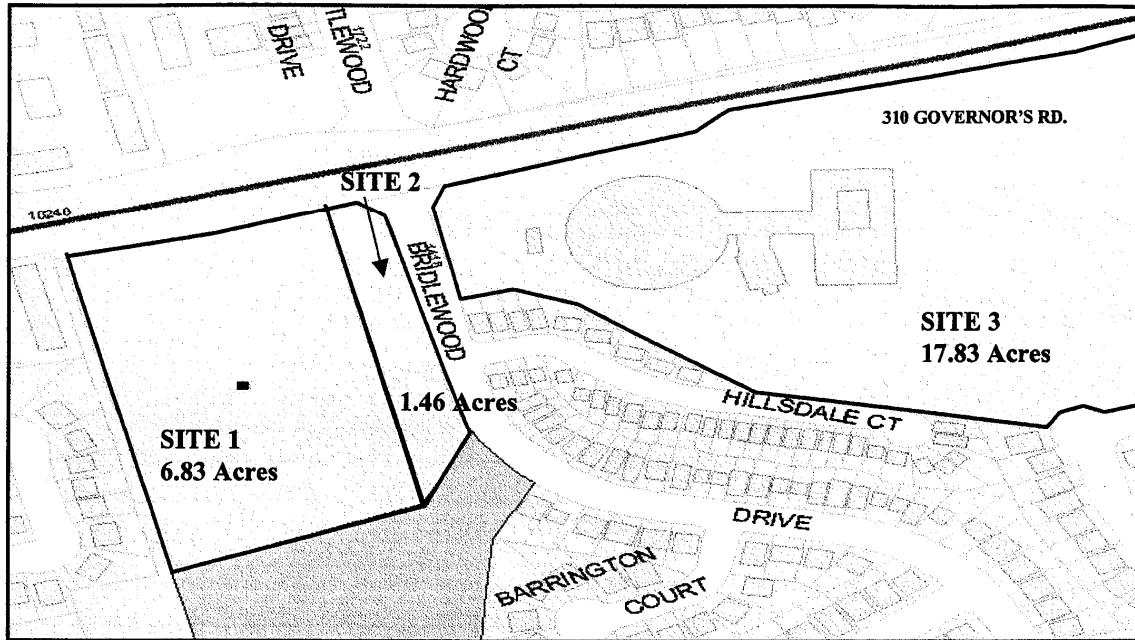 DRIVE
TLEWOOD
HARDWOOD
CT
310 GOVERNOR'S RD.
SITE 2
BRIDLEWOOD
SITE 3
17.83 Acres
1.46 Acres
HILLSDALE CT
SITE 1
6.83 Acres
DRIVE
BARRINGTON
COURT